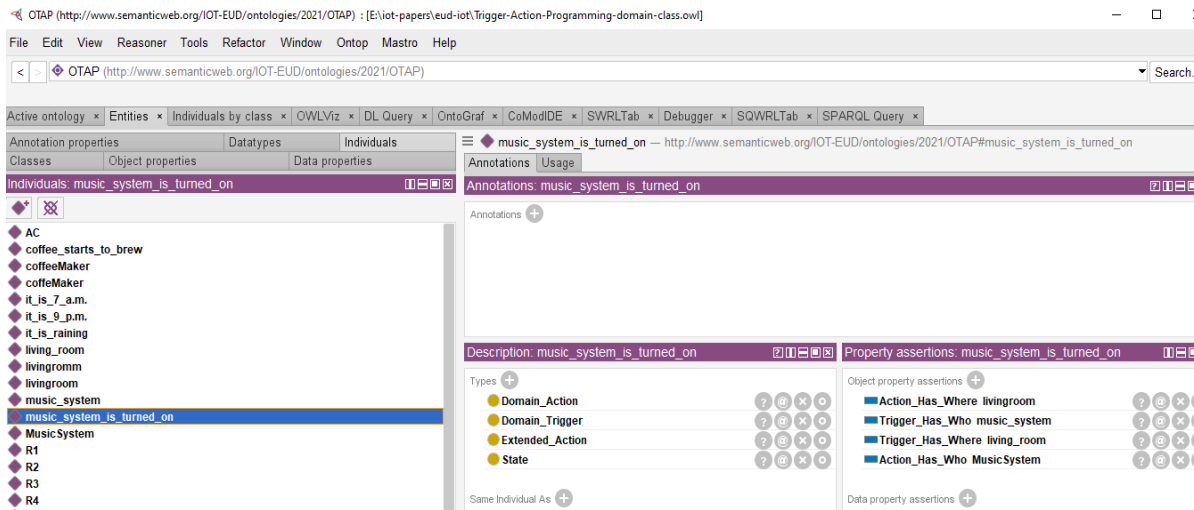 OTAP (http://www.semanticweb.org/IOT-EUD/ontologies/2021/OTAP) : [E:\iot-papers\eud-iot\Trigger-Action-Programming-domain-class.owl]
File Edit View Reasoner Tools Refactor Window Ontop Mastro Help
< > OTAP (http://www.semanticweb.org/IOT-EUD/ontologies/2021/OTAP) Search.
Active ontology × Entities × Individuals by class × OWLViz × DL Query × OntoGraf × CoModIDE × SWRLTab × Debugger × SQWRLTab × SPARQL Query ×
Annotation properties Datatypes Individuals
Classes Object properties Data properties
Individuals: music_system_is_turned_on
AC
coffee_starts_to_brew
coffeeMaker
coffeMaker
it_is_7_a.m.
it_is_9_p.m.
it_is_raining
living_room
livingromm
livingroom
music_system
music_system_is_turned_on
MusicSystem
R1
R2
R3
R4
music_system_is_turned_on — http://www.semanticweb.org/IOT-EUD/ontologies/2021/OTAP#music_system_is_turned_on
Annotations Usage
Annotations: music_system_is_turned_on
Annotations
Description: music_system_is_turned_on
Types
Domain_Action
Domain_Trigger
Extended_Action
State
Same Individual As
Property assertions: music_system_is_turned_on
Object property assertions
Action_Has_Where livingroom
Trigger_Has_Who music_system
Trigger_Has_Where living_room
Action_Has_Who MusicSystem
Data property assertions